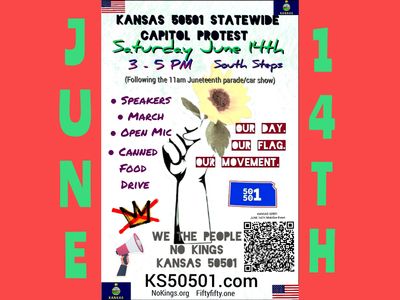 JUNE
KANSAS 50501 STATEWIDE
CAPITOL PROTEST
Saturday June 14th
3 - 5 PM South Steps
(Following the 11am Juneteenth parade/car show)
• Speakers
• March
• Open Mic
• Canned
Food
Drive
OUR DAY.
OUR FLAG.
OUR MOVEMENT.
50
50 1
WE THE PEOPLE
NO KINGS
KANSAS 50501
KS50501.com
NoKings.org Fiftyfifty.one
14TH